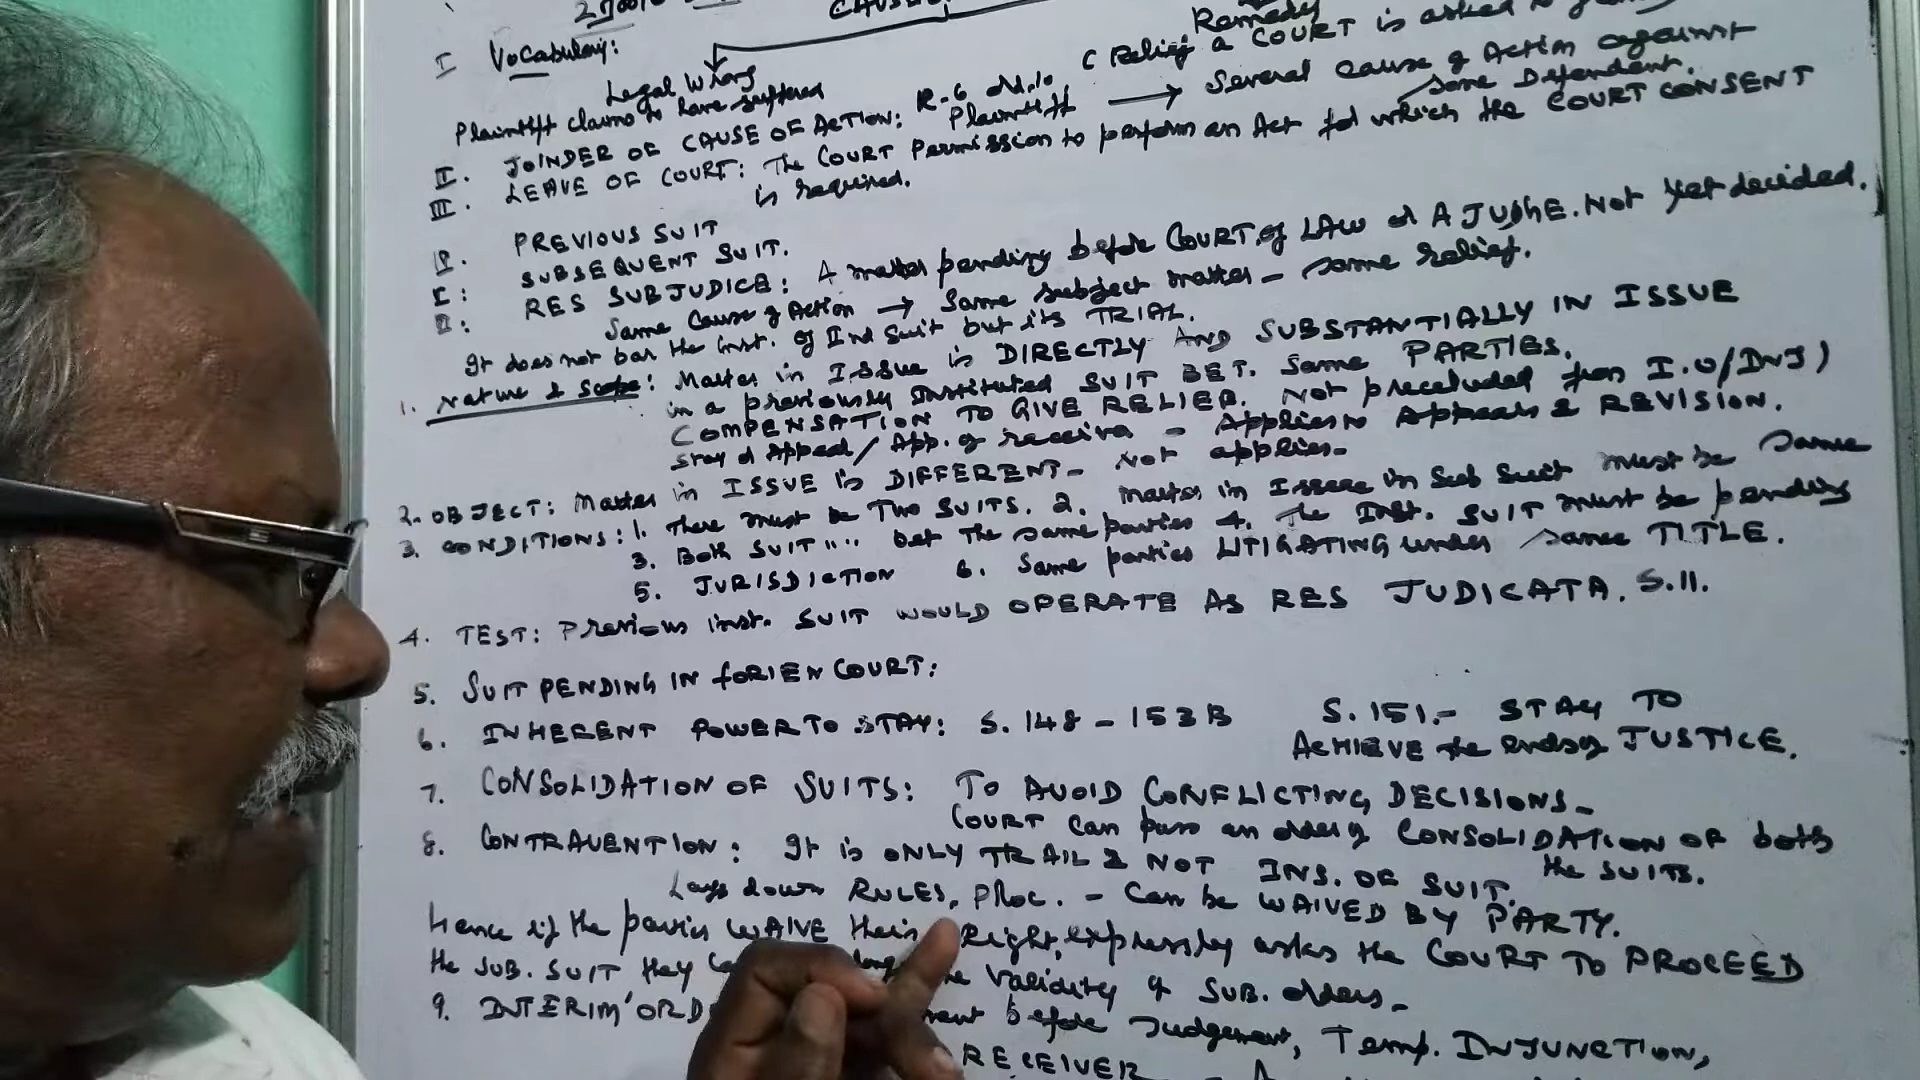 CAUSE
I Vocabulary:
Legal Wrong
Remedy
( Relief a COURT is asked to
Plaintiff claims to have suffered
II. JOINDER OF CAUSE OF ACTION: R-6 Plaintiff → Several cause of Action against
same Defendant.
III. LEAVE OF COURT: The COURT Permission to perform an Act for which the COURT CONSENT
is required.
PREVIOUS SUIT
SUBSEQUENT SUIT.
RES SUBJUDICE: A matter pending before COURT of LAW or A JUDGE. Not yet decided.
Same Cause of Action → Same subject matter - same relief.
It does not bar the Inst. of IInd Suit but its TRIAL.
1. Nature & Scope: Matter in Issue is DIRECTLY AND SUBSTANTIALLY IN ISSUE
in a previously Instituted SUIT BET. Same PARTIES.
COMPENSATION TO GIVE RELIEF. Not precluded from I.O/INJ)
stay of Appeal / App. of receiver - Applies to Appeals & REVISION.
2. OBJECT: Matter in ISSUE is DIFFERENT - Not applies -
3. CONDITIONS: 1. There must be Two SUITS. 2. Matter in Issue in Sub Suit must be same
3. Both SUIT "" bet the same parties 4. The Inst. SUIT must be pending
5. JURISDICTION 6. Same parties LITIGATING under same TITLE.
4. TEST: Previous inst. SUIT WOULD OPERATE AS RES JUDICATA. S.11.
5. SUIT PENDING IN FORIEN COURT:
6. INHERENT POWER TO STAY: S. 148 - 153B S. 151.- STAY TO
ACHIEVE the ends of JUSTICE.
7. CONSOLIDATION OF SUITS: TO AVOID CONFLICTING DECISIONS -
COURT can pass an order of CONSOLIDATION OF both
the SUITS.
8. CONTRAVENTION: It is ONLY TRAIL & NOT INS. OF SUIT.
Lays down RULES, PROC. - Can be WAIVED BY PARTY.
Hence if the parties WAIVE their Right, expressly asks the COURT TO PROCEED
the SUB. SUIT they validity of SUB. orders -
9. INTERIM ORD before Judgement, Temp. INJUNCTION,
RECEIVER